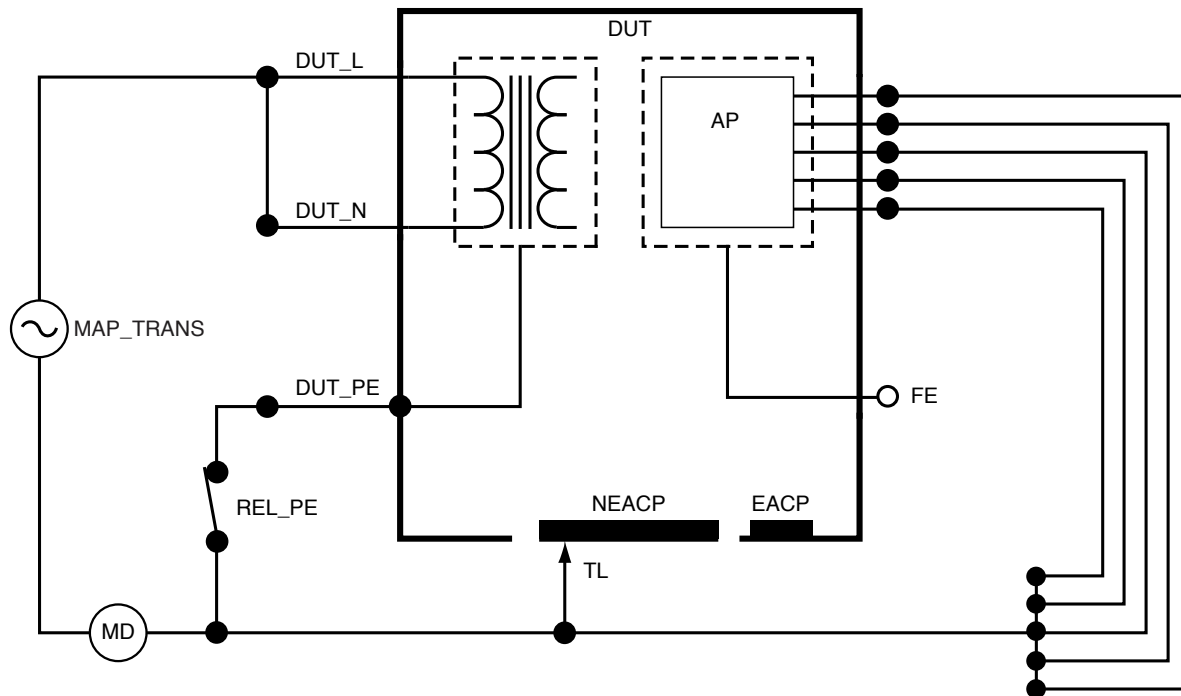 DUT
DUT_L
AP
DUT_N
MAP_TRANS
DUT_PE
FE
REL_PE
NEACP
EACP
TL
MD